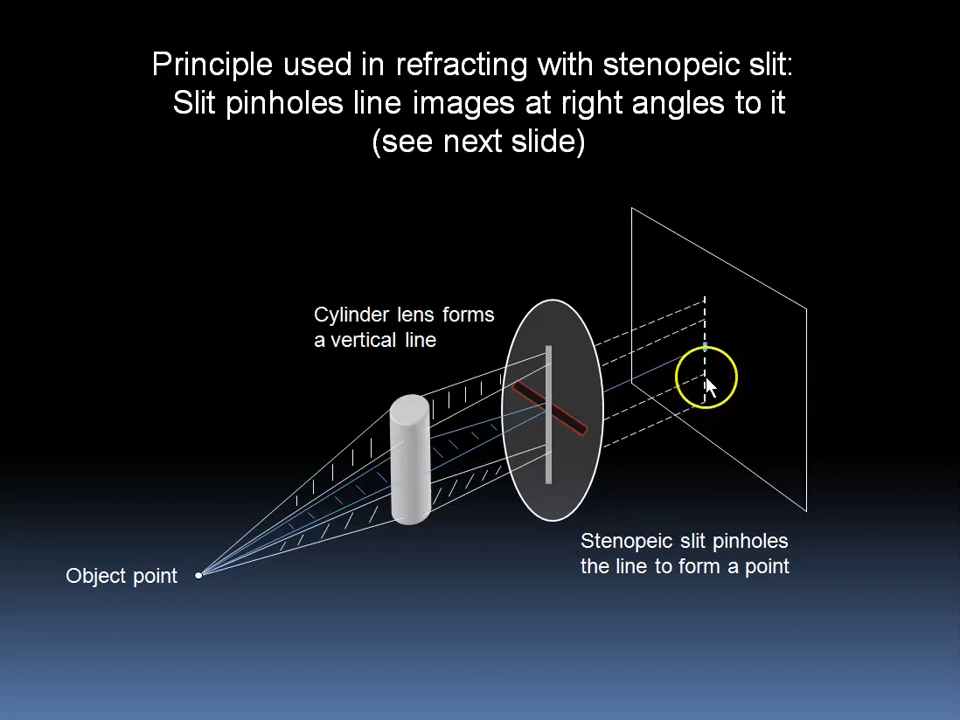 Principle used in refracting with stenopeic slit:
Slit pinholes line images at right angles to it
(see next slide)
Cylinder lens forms
a vertical line
Stenopeic slit pinholes
the line to form a point
Object point